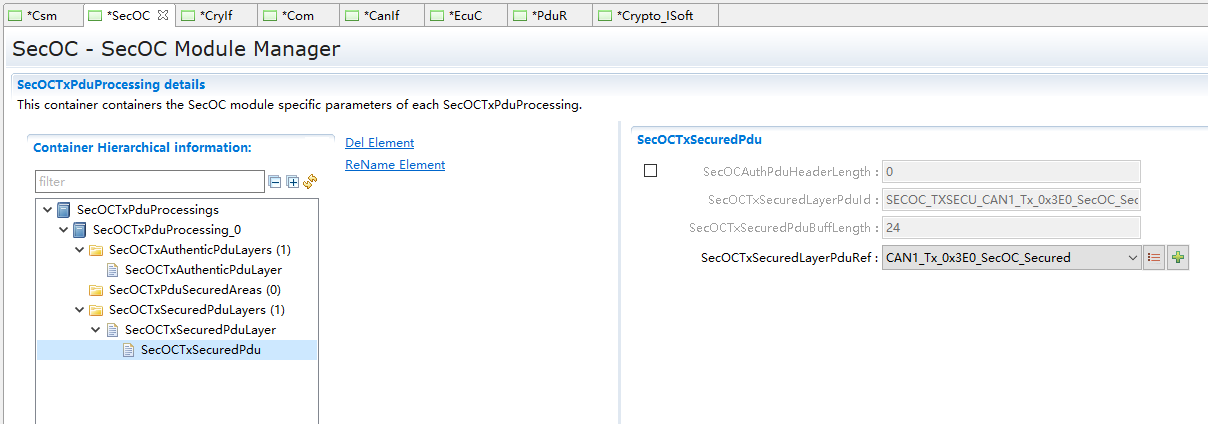 *Csm *SecOC *CryIf *Com *CanIf *EcuC *PduR *Crypto_ISoft
SecOC - SecOC Module Manager
SecOCTxPduProcessing details
This container containers the SecOC module specific parameters of each SecOCTxPduProcessing.
Container Hierarchical information:
Del Element
ReName Element
filter
SecOCTxPduProcessings
SecOCTxPduProcessing_0
SecOCTxAuthenticPduLayers (1)
SecOCTxAuthenticPduLayer
SecOCTxPduSecuredAreas (0)
SecOCTxSecuredPduLayers (1)
SecOCTxSecuredPduLayer
SecOCTxSecuredPdu
SecOCTxSecuredPdu
SecOCAuthPduHeaderLength : 0
SecOCTxSecuredLayerPduId : SECOC_TXSECU_CAN1_Tx_0x3E0_SecOC_Sec
SecOCTxSecuredPduBuffLength : 24
SecOCTxSecuredLayerPduRef : CAN1_Tx_0x3E0_SecOC_Secured